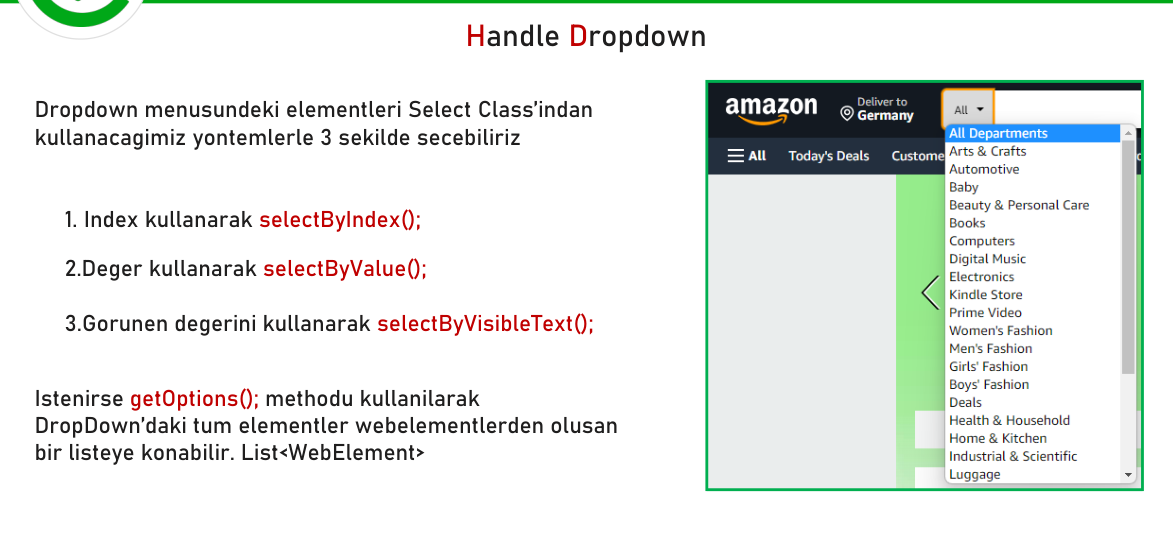 Handle Dropdown
Dropdown menusundeki elementleri Select Class’indan
kullanacagimiz yontemlerle 3 sekilde secebiliriz
1. Index kullanarak selectByIndex();
2.Deger kullanarak selectByValue();
3.Gorunen degerini kullanarak selectByVisibleText();
Istenirse getOptions(); methodu kullanilarak
DropDown’daki tum elementler webelementlerden olusan
bir listeye konabilir. List<WebElement>
amazon
Deliver to
Germany
All
All Today's Deals Custome
All Departments
Arts & Crafts
Automotive
Baby
Beauty & Personal Care
Books
Computers
Digital Music
Electronics
Kindle Store
Prime Video
Women's Fashion
Men's Fashion
Girls' Fashion
Boys' Fashion
Deals
Health & Household
Home & Kitchen
Industrial & Scientific
Luggage